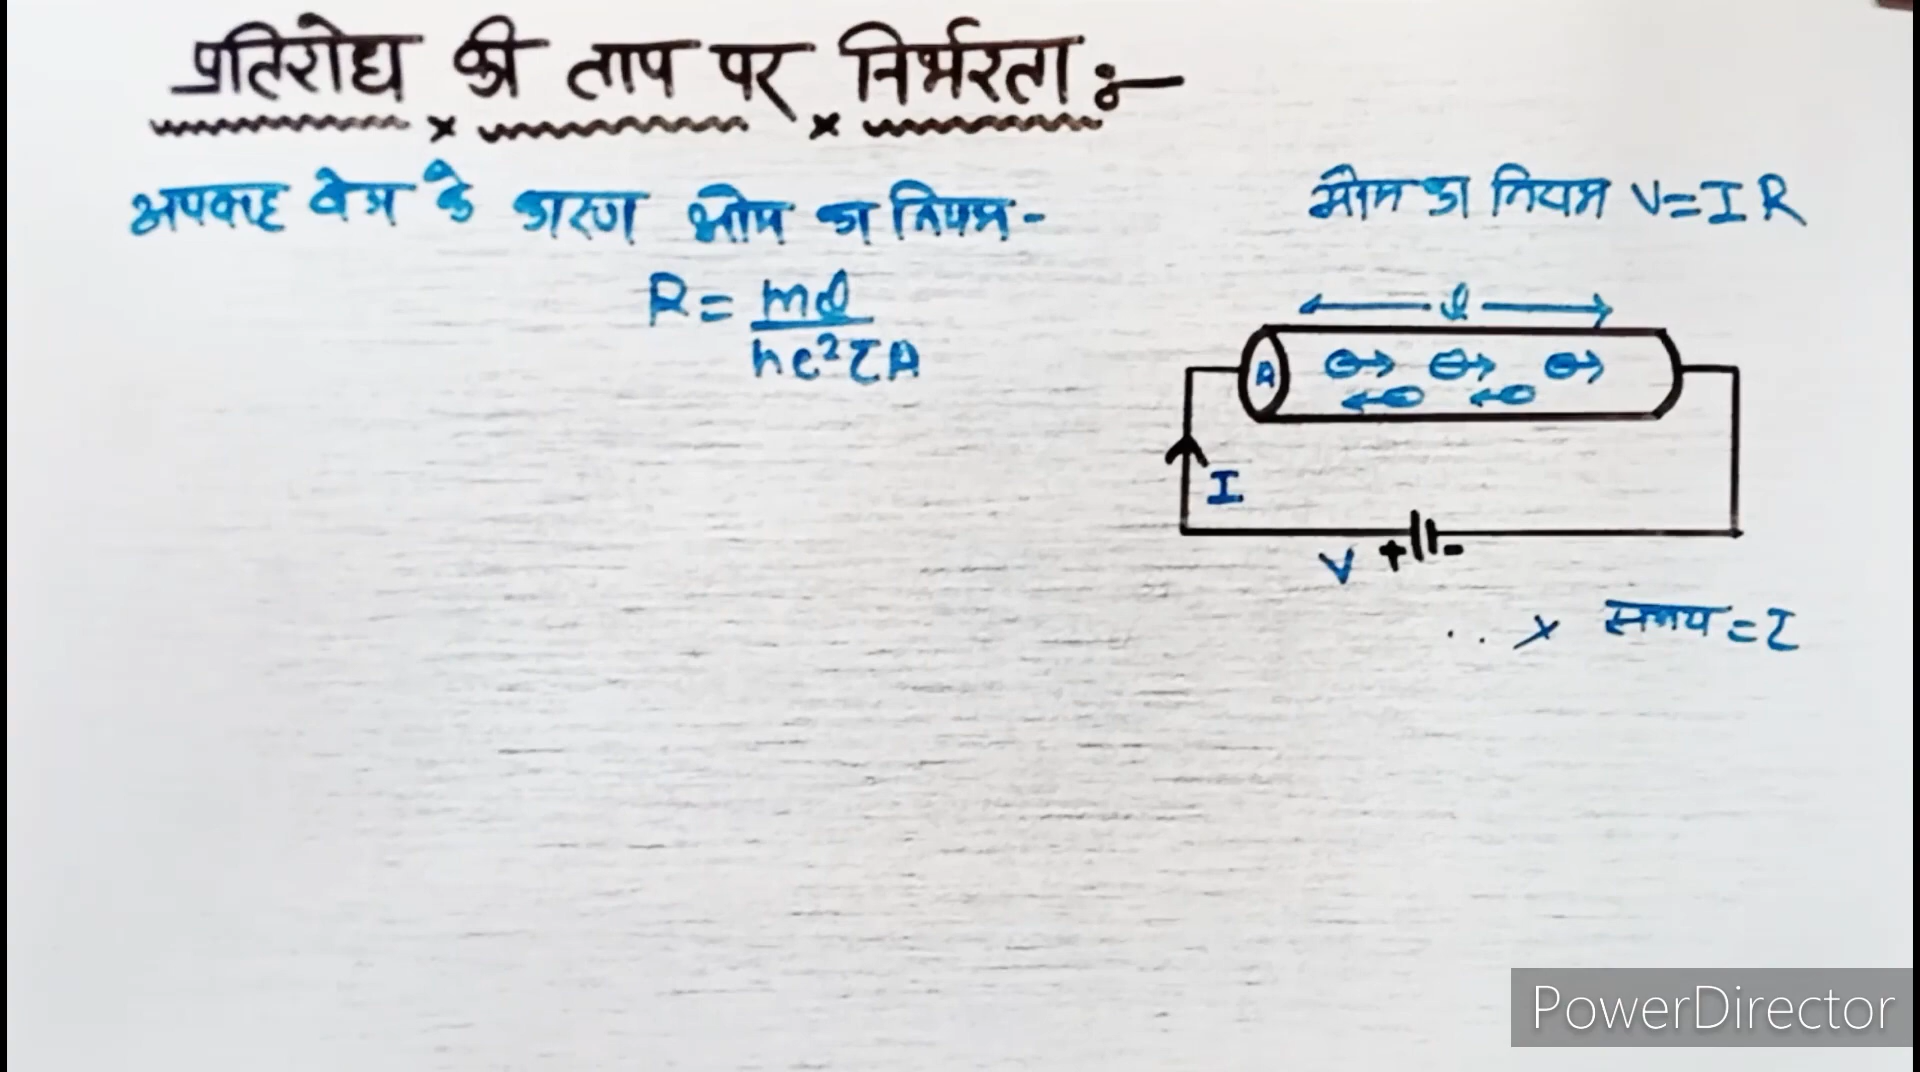 प्रतिरोध की ताप पर निर्भरता :-
अपवाह वेग के कारण ओम का नियम -
R = ml / ne²τA
ओम का नियम V = I R
l
A
I
V + -
.. x समय = τ
PowerDirector